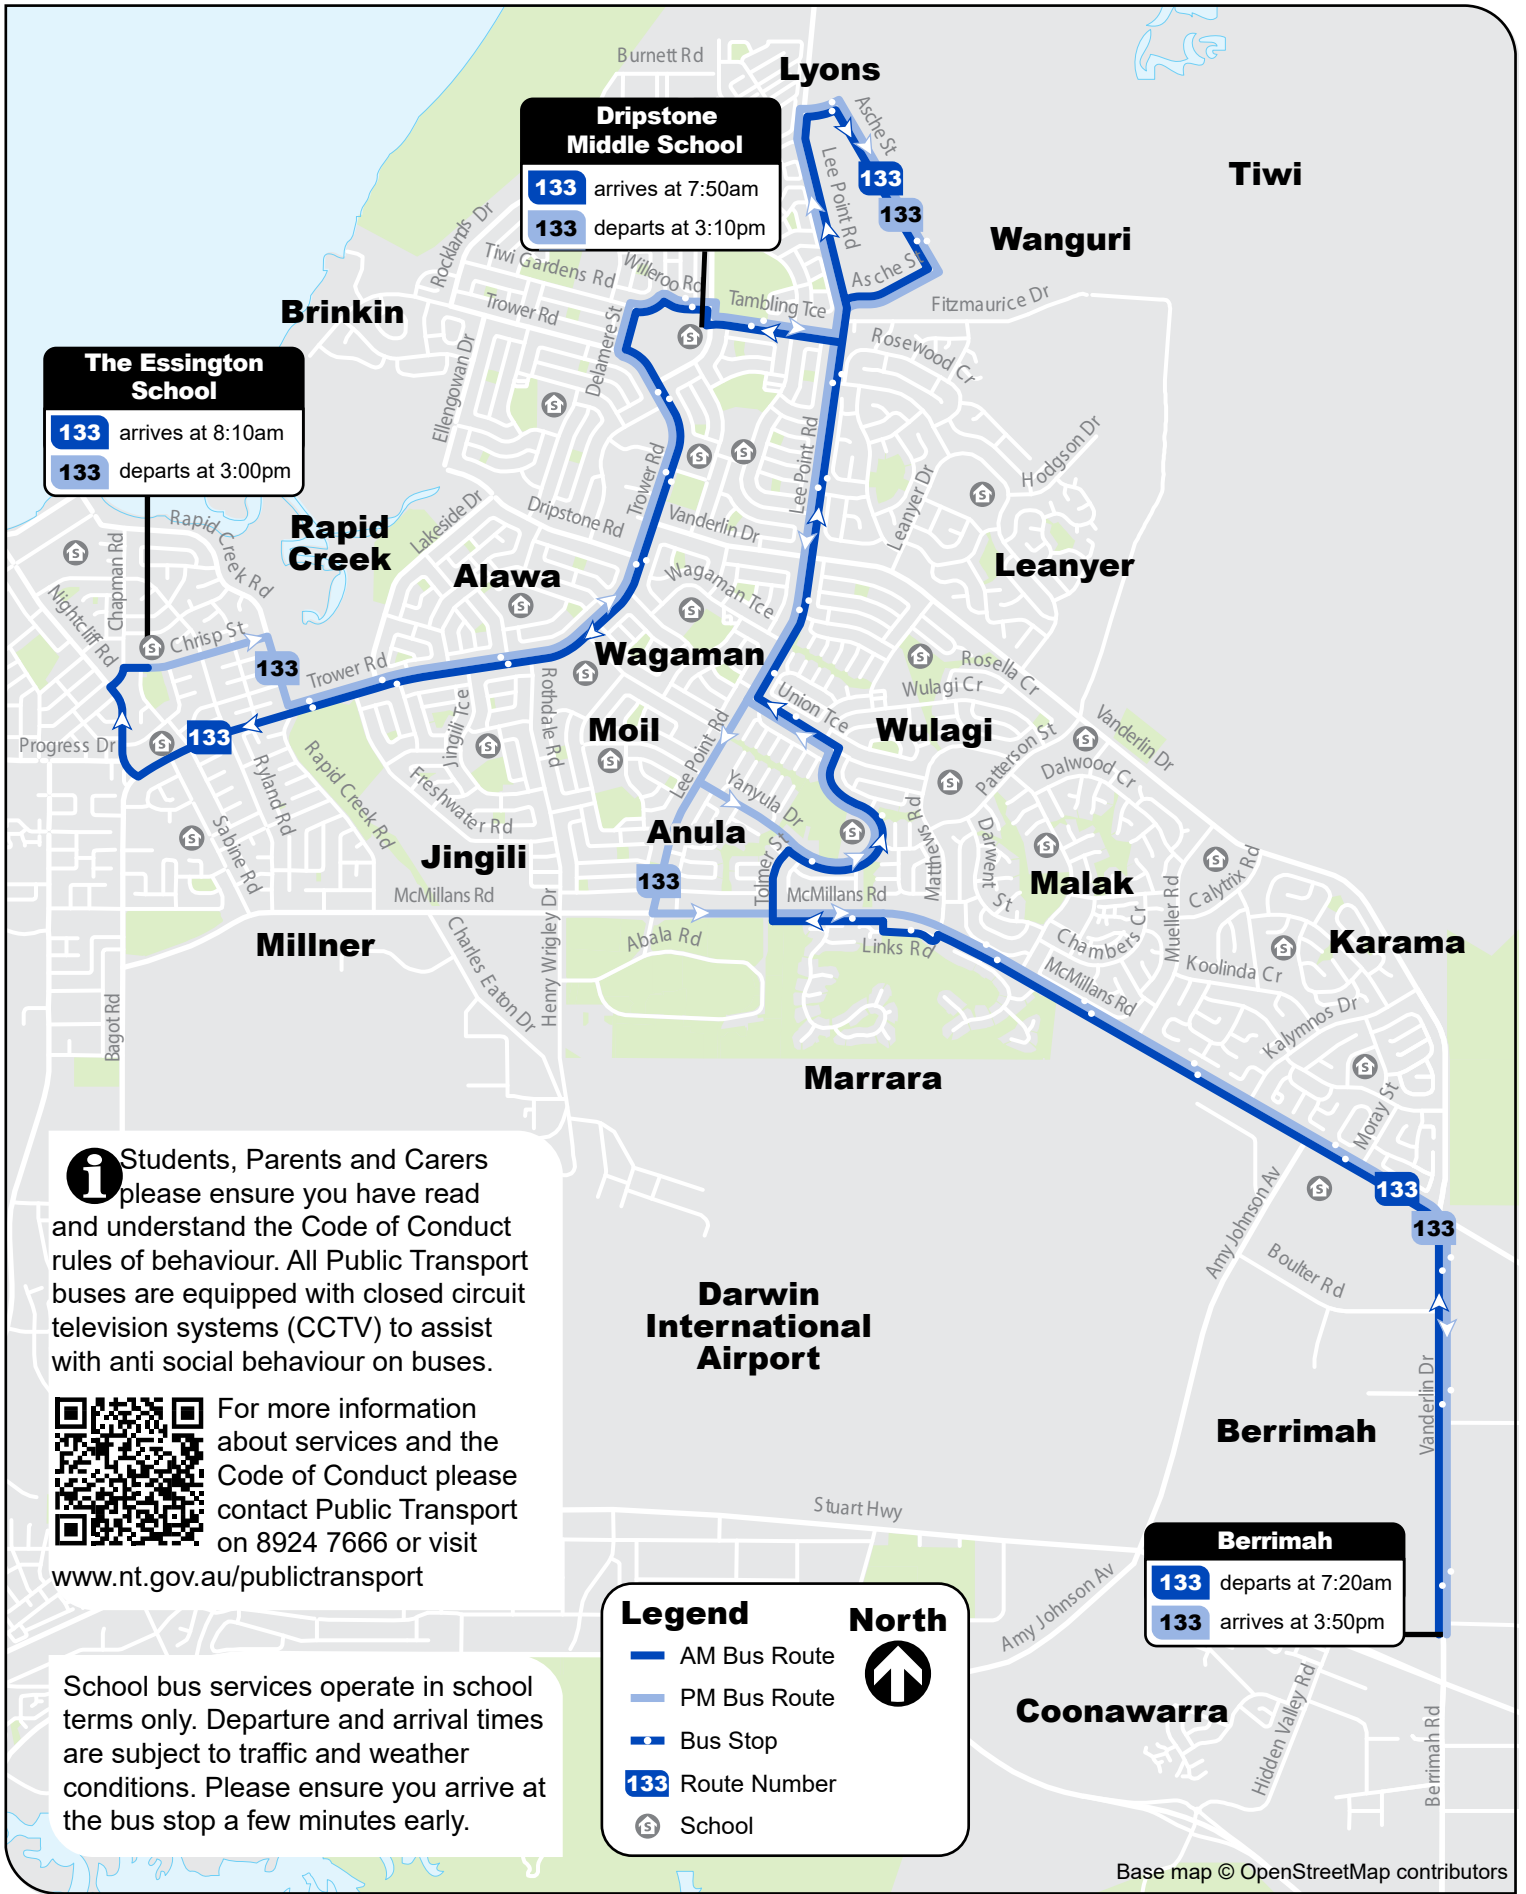 Burnett Rd
Lyons
Dripstone
Middle School
133 arrives at 7:50am
133 departs at 3:10pm
Asche St
Lee Point Rd
133
133
Tiwi
Wanguri
Rocklands Dr
Tiwi Gardens Rd
Willeroo Rd
Trower Rd
Tambling Tce
Asche St
Fitzmaurice Dr
Brinkin
Delamere St
Rosewood Cr
Ellengowan Dr
The Essington
School
133 arrives at 8:10am
133 departs at 3:00pm
Trower Rd
Lee Point Rd
Leanyer Dr
Hodgson Dr
Rapid Creek Rd
Chapman Rd
Rapid
Creek
Lakeside Dr
Dripstone Rd
Vanderlin Dr
Leanyer
Alawa
Wagaman Tce
Nightcliff Rd
Chrisp St
133
Trower Rd
Wagaman
Rosella Cr
Wulagi Cr
Union Tce
Wulagi
Moil
Rothdale Rd
Jingili Tce
Progress Dr
133
Lee Point Rd
Patterson St
Vanderlin Dr
Dalwood Cr
Ryland Rd
Rapid Creek Rd
Freshwater Rd
Yanyula Dr
Anula
Tolmer St
Matthews Rd
Darwent St
Malak
Calytrix Rd
Sabine Rd
Jingili
133
McMillans Rd
McMillans Rd
Mueller Rd
Millner
Charles Eaton Dr
Henry Wrigley Dr
Abala Rd
Links Rd
Chambers Cr
Karama
McMillans Rd
Koolinda Cr
Bagot Rd
Kalymnos Dr
Marrara
Moray St
Students, Parents and Carers
please ensure you have read
and understand the Code of Conduct
rules of behaviour. All Public Transport
buses are equipped with closed circuit
television systems (CCTV) to assist
with anti social behaviour on buses.
133
133
Amy Johnson Av
Boulter Rd
Darwin
International
Airport
Vanderlin Dr
Berrimah
For more information
about services and the
Code of Conduct please
contact Public Transport
on 8924 7666 or visit
www.nt.gov.au/publictransport
Stuart Hwy
Berrimah
133 departs at 7:20am
133 arrives at 3:50pm
Amy Johnson Av
Legend
North
AM Bus Route
PM Bus Route
Bus Stop
133 Route Number
S School
Coonawarra
Hidden Valley Rd
Berrimah Rd
School bus services operate in school
terms only. Departure and arrival times
are subject to traffic and weather
conditions. Please ensure you arrive at
the bus stop a few minutes early.
Base map © OpenStreetMap contributors